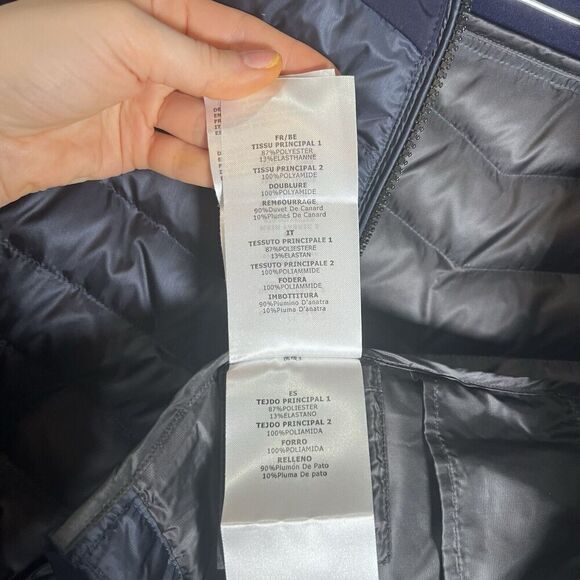 FR/BE
TISSU PRINCIPAL 1
87%POLYESTER
13%ELASTHANNE
TISSU PRINCIPAL 2
100%POLYAMIDE
DOUBLURE
100%POLYAMIDE
REMBOURRAGE
90%Duvet De Canard
10%Plumes De Canard
IT
TESSUTO PRINCIPALE 1
87%POLIESTERE
13%ELASTAN
TESSUTO PRINCIPALE 2
100%POLIAMMIDE
FODERA
100%POLIAMMIDE
IMBOTTITURA
90%Piumino D'anatra
10%Piuma D'anatra
ES
TEJDO PRINCIPAL 1
87%POLIESTER
13%ELASTANO
TEJDO PRINCIPAL 2
100%POLIAMIDA
FORRO
100%POLIAMIDA
RELLENO
90%Plumón De Pato
10%Pluma De pato